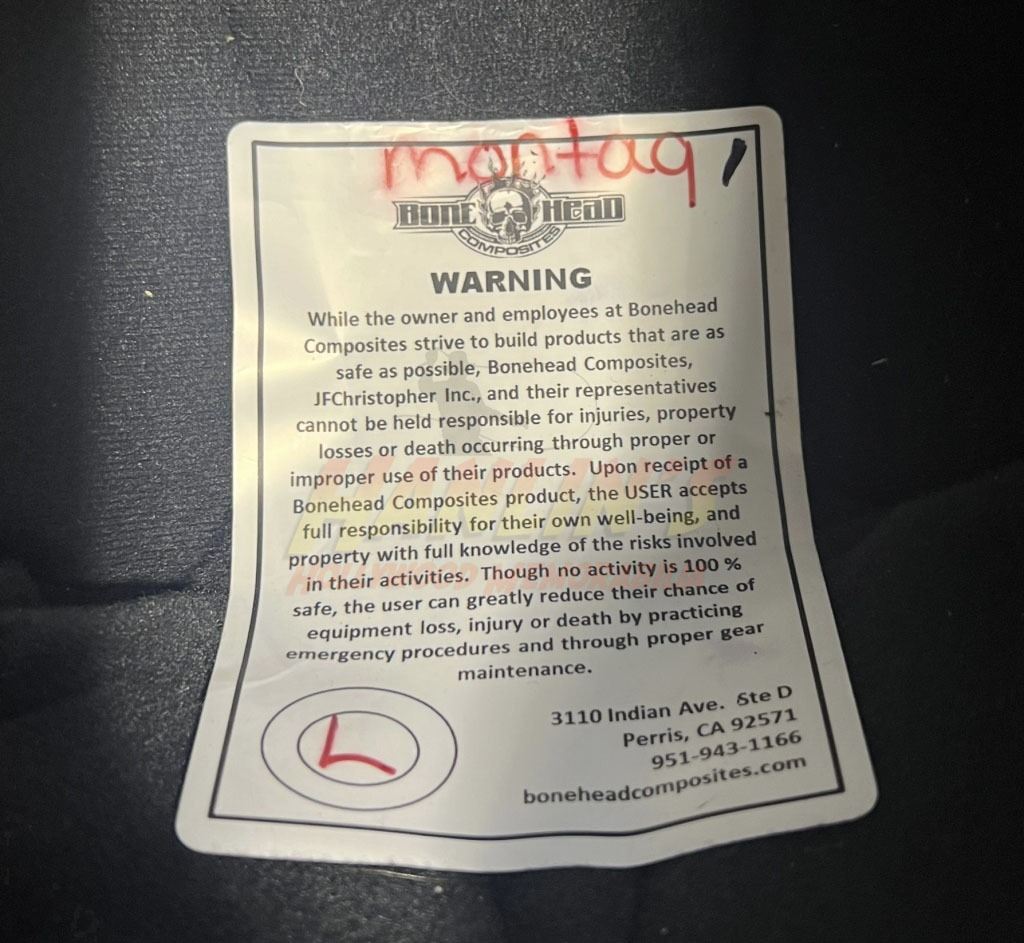 montag
BONE HEAD
COMPOSITES
WARNING
While the owner and employees at Bonehead
Composites strive to build products that are as
safe as possible, Bonehead Composites,
JFChristopher Inc., and their representatives
cannot be held responsible for injuries, property
losses or death occurring through proper or
improper use of their products. Upon receipt of a
Bonehead Composites product, the USER accepts
full responsibility for their own well-being, and
property with full knowledge of the risks involved
in their activities. Though no activity is 100 %
safe, the user can greatly reduce their chance of
equipment loss, injury or death by practicing
emergency procedures and through proper gear
maintenance.
L
3110 Indian Ave. Ste D
Perris, CA 92571
951-943-1166
boneheadcomposites.com